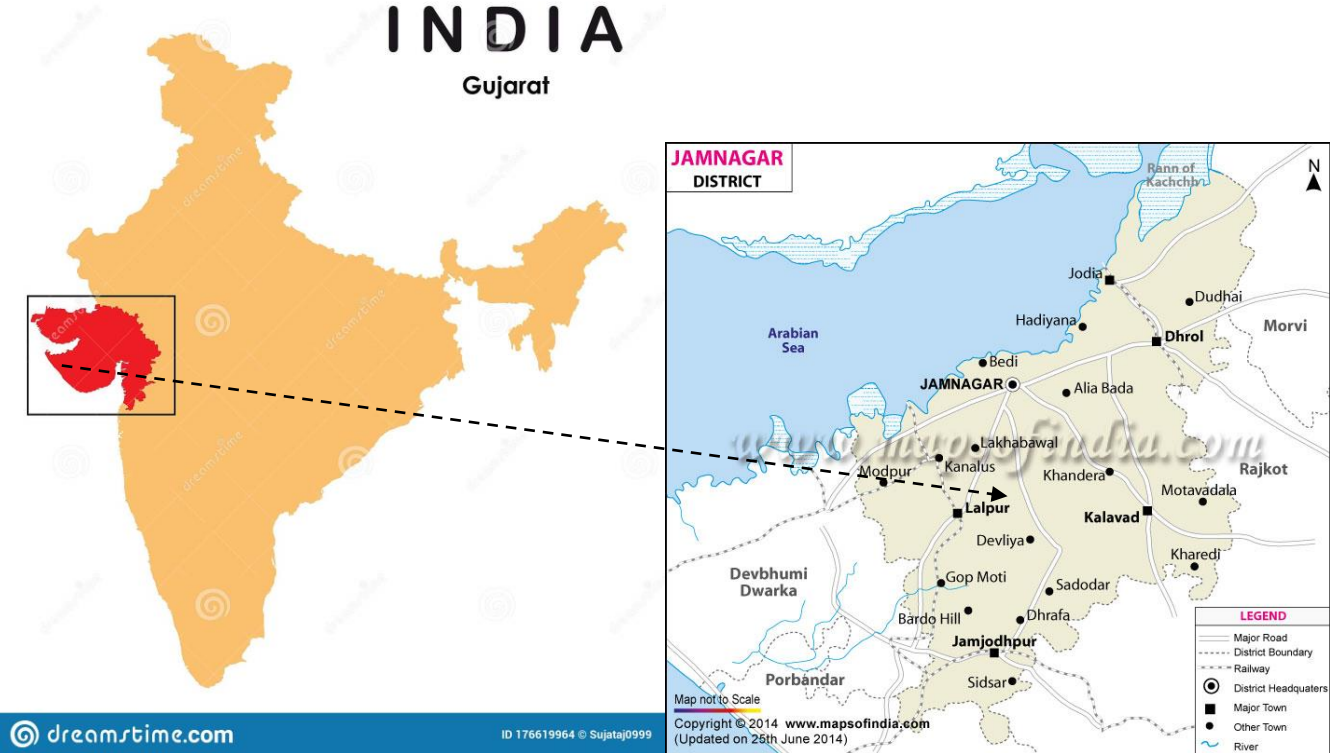 INDIA
Gujarat
dreamstime.com
ID 176619964 © Sujataj0999
JAMNAGAR
DISTRICT
N
Rann of
Kachchh
Jodia
Dudhai
Hadiyana
Dhrol
Morvi
Arabian
Sea
Bedi
JAMNAGAR
Alia Bada
www.mapsofindia.com
Lakhabawal
Kanalus
Modpur
Khandera
Rajkot
Motavadala
Lalpur
Kalavad
Devliya
Kharedi
Devbhumi
Dwarka
Gop Moti
Sadodar
Bardo Hill
Dhrafa
Jamjodhpur
Porbandar
Sidsar
Map not to Scale
Copyright © 2014 www.mapsofindia.com
(Updated on 25th June 2014)
LEGEND
Major Road
District Boundary
Railway
District Headquaters
Major Town
Other Town
River